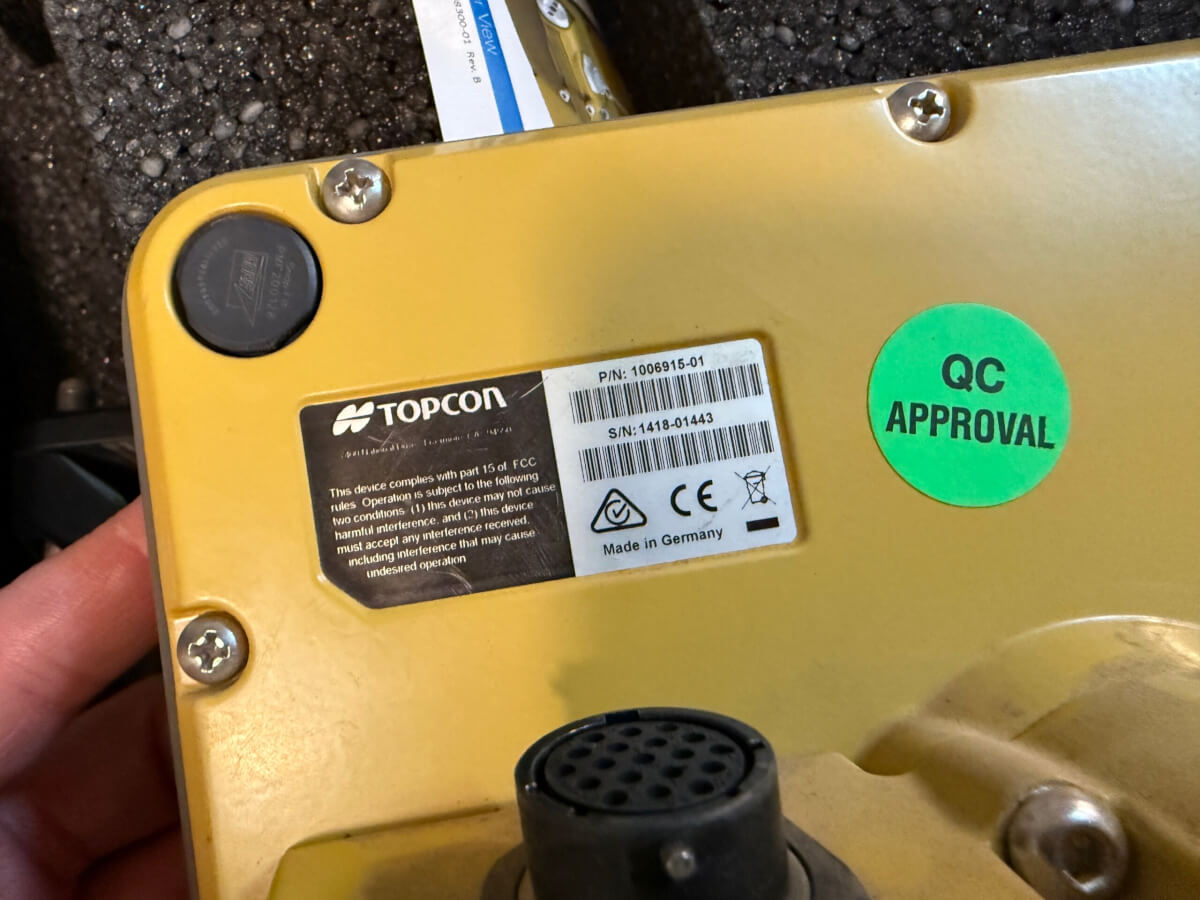 View
8300-01 Rev. B
TOPCON
This device complies with part 15 of FCC
rules. Operation is subject to the following
two conditions: (1) this device may not cause
harmful interference, and (2) this device
must accept any interference received,
including interference that may cause
undesired operation
P/N: 1006915-01
S/N: 1418-01443
CE
Made in Germany
QC
APPROVAL